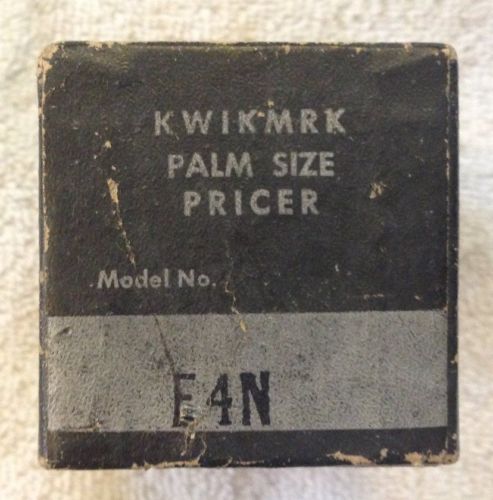 KWIKMRK
PALM SIZE
PRICER
Model No.
E4N